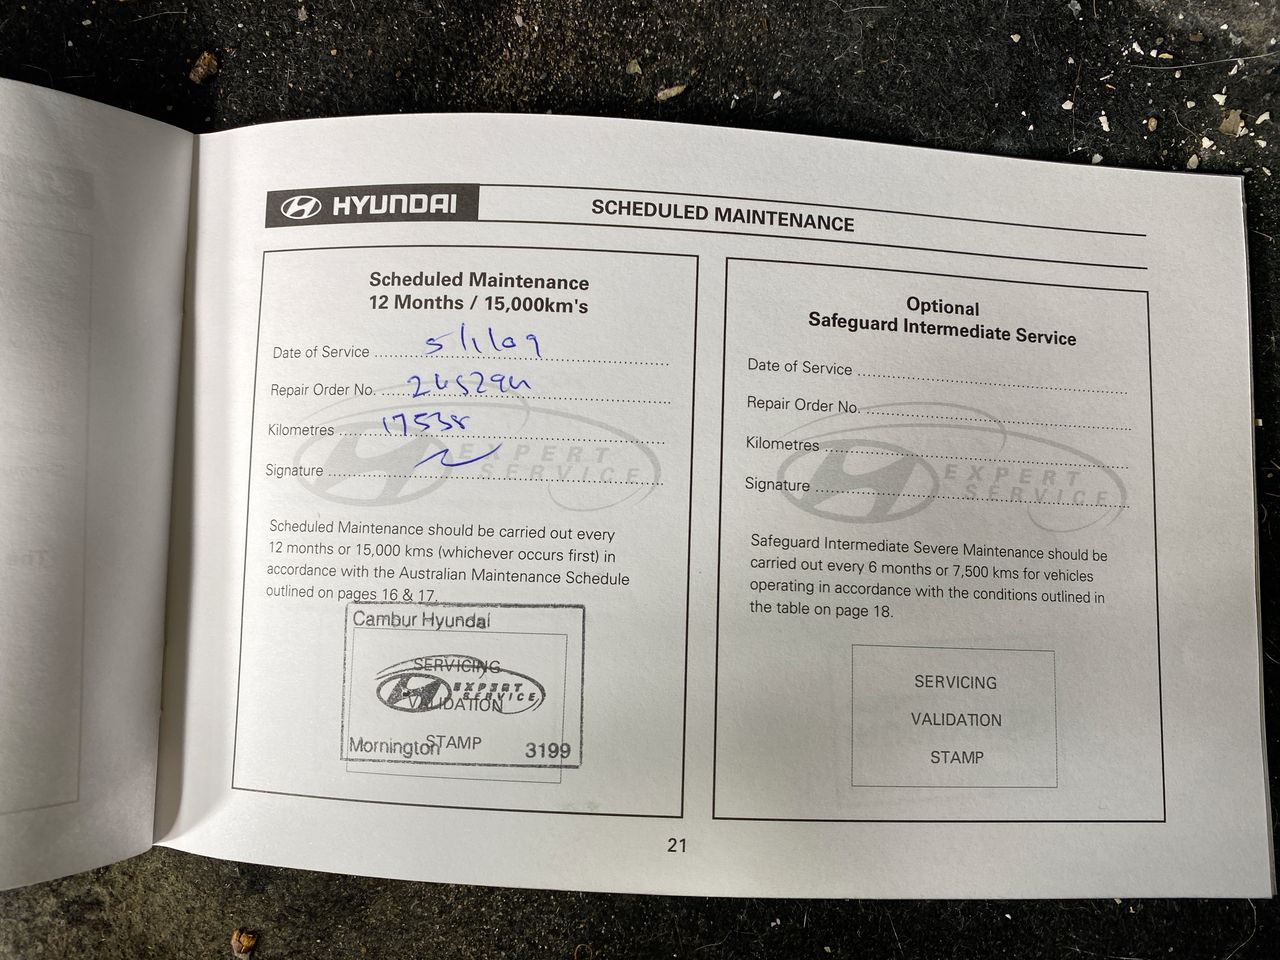 HYUNDAI
SCHEDULED MAINTENANCE
Scheduled Maintenance
12 Months / 15,000km's
Date of Service 5/1/09
Repair Order No.
Kilometres 17538
Signature
EXPERT
SERVICE
Scheduled Maintenance should be carried out every
12 months or 15,000 kms (whichever occurs first) in
accordance with the Australian Maintenance Schedule
outlined on pages 16 & 17.
Cambur Hyundai
SERVICING
EXPERT
SERVICE
VALIDATION
STAMP
Mornington 3199
Optional
Safeguard Intermediate Service
Date of Service
Repair Order No.
Kilometres
Signature
EXPERT
SERVICE
Safeguard Intermediate Severe Maintenance should be
carried out every 6 months or 7,500 kms for vehicles
operating in accordance with the conditions outlined in
the table on page 18.
SERVICING
VALIDATION
STAMP
21